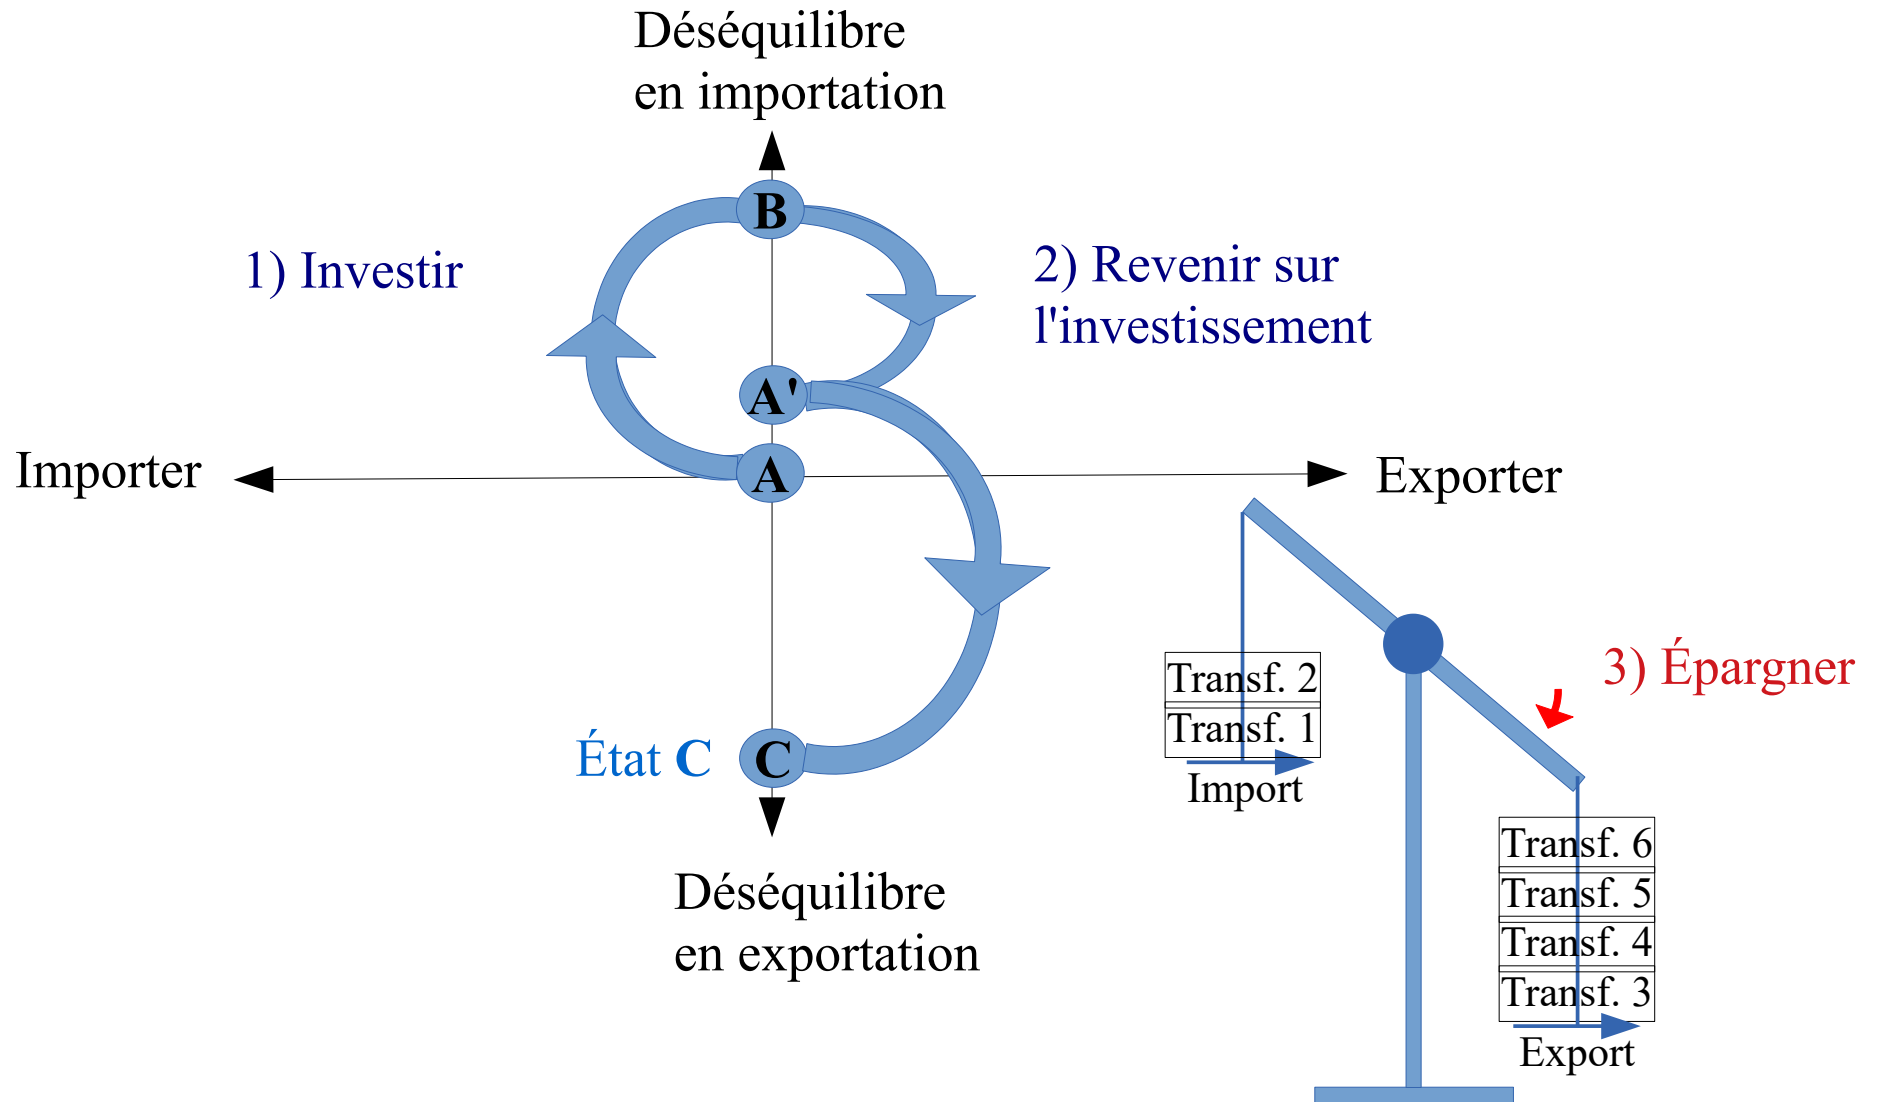 Déséquilibre
en importation
B
1) Investir
2) Revenir sur
l'investissement
A'
Importer
A
Exporter
3) Épargner
Transf. 2
Transf. 1
Import
État C
C
Transf. 6
Transf. 5
Transf. 4
Transf. 3
Export
Déséquilibre
en exportation